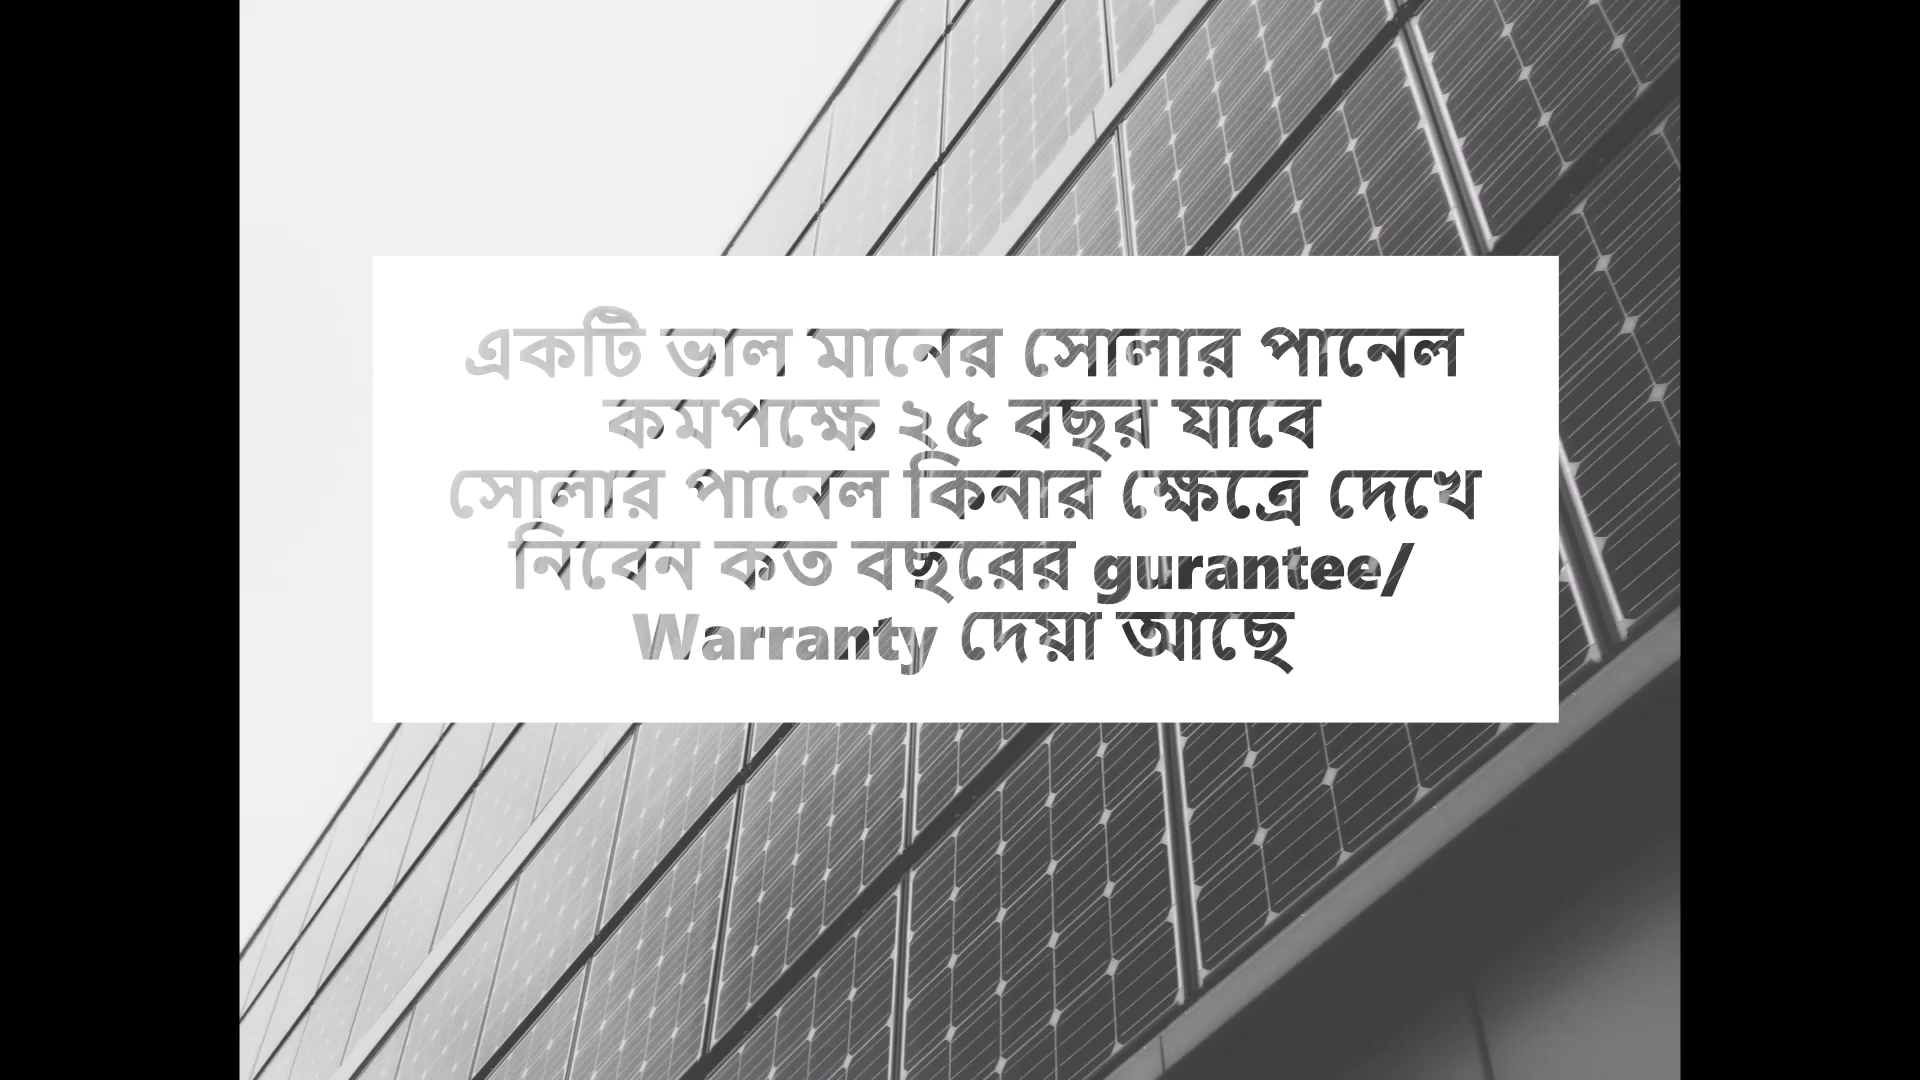 একটি ভাল মানের সোলার পানেল
কমপক্ষে ২৫ বছর যাবে
সোলার পানেল কিনার ক্ষেত্রে দেখে
নিবেন কত বছরের gurantee/
Warranty দেয়া আছে